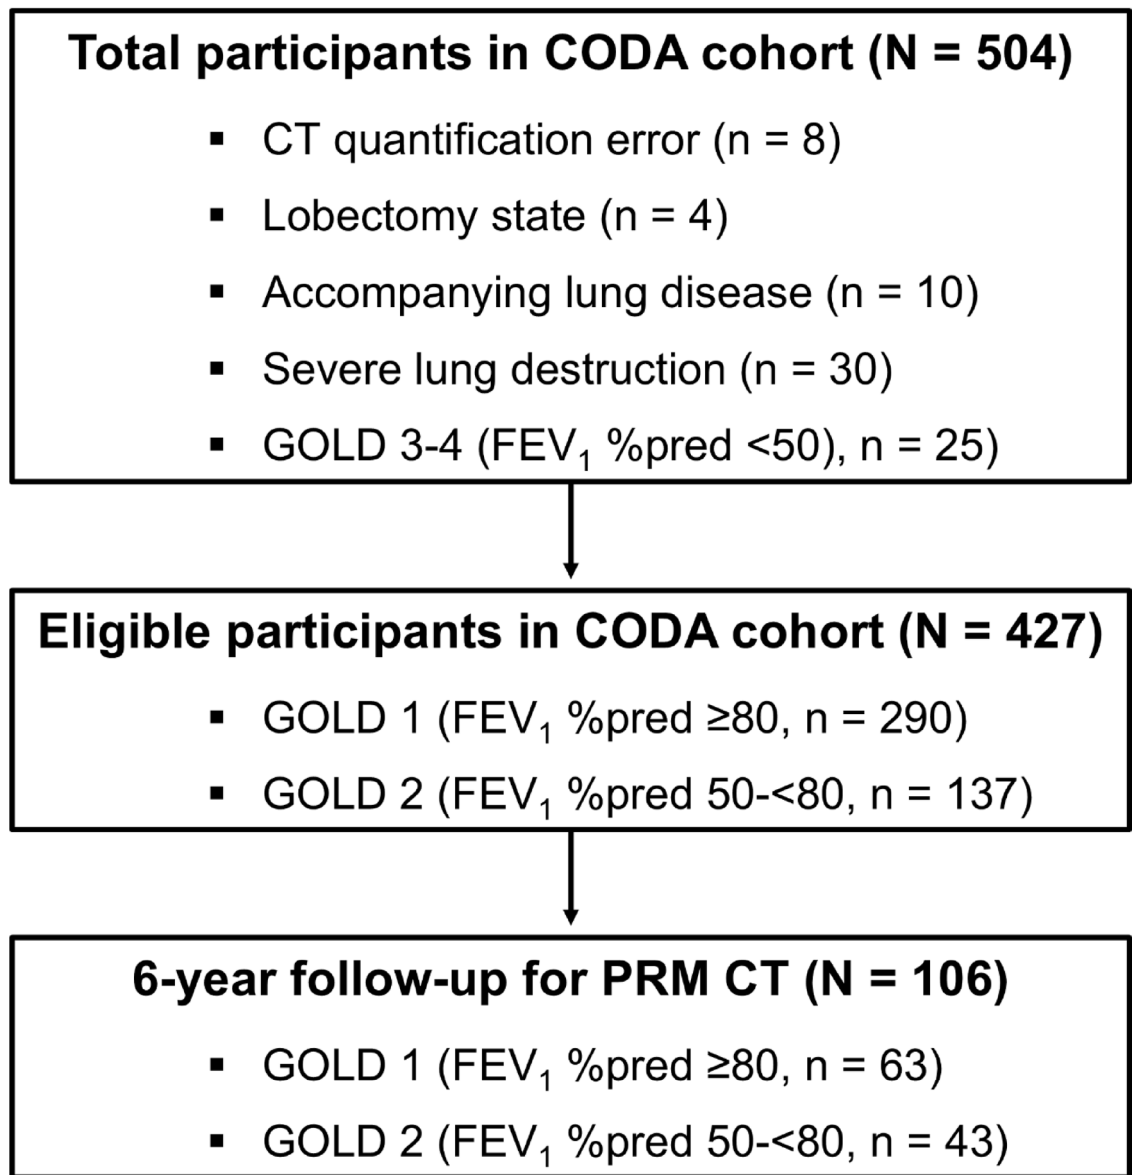 Total participants in CODA cohort (N = 504)
▪ CT quantification error (n = 8)
▪ Lobectomy state (n = 4)
▪ Accompanying lung disease (n = 10)
▪ Severe lung destruction (n = 30)
▪ GOLD 3-4 (FEV₁ %pred <50), n = 25)
Eligible participants in CODA cohort (N = 427)
▪ GOLD 1 (FEV₁ %pred ≥80, n = 290)
▪ GOLD 2 (FEV₁ %pred 50-<80, n = 137)
6-year follow-up for PRM CT (N = 106)
▪ GOLD 1 (FEV₁ %pred ≥80, n = 63)
▪ GOLD 2 (FEV₁ %pred 50-<80, n = 43)